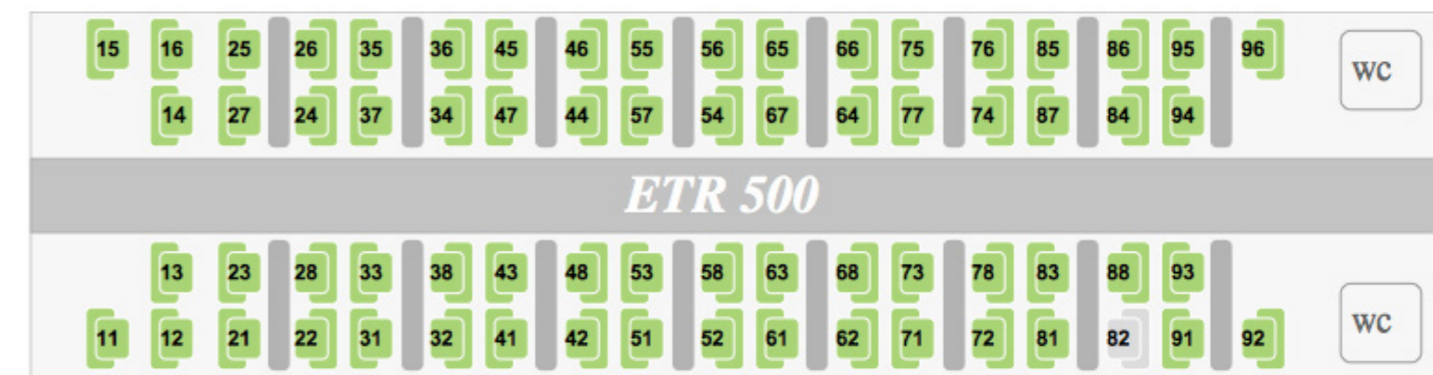 15 16 25 26 35 36 45 46 55 56 65 66 75 76 85 86 95 96 WC
14 27 24 37 34 47 44 57 54 67 64 77 74 87 84 94
ETR 500
13 23 28 33 38 43 48 53 58 63 68 73 78 83 88 93
11 12 21 22 31 32 41 42 51 52 61 62 71 72 81 82 91 92 WC